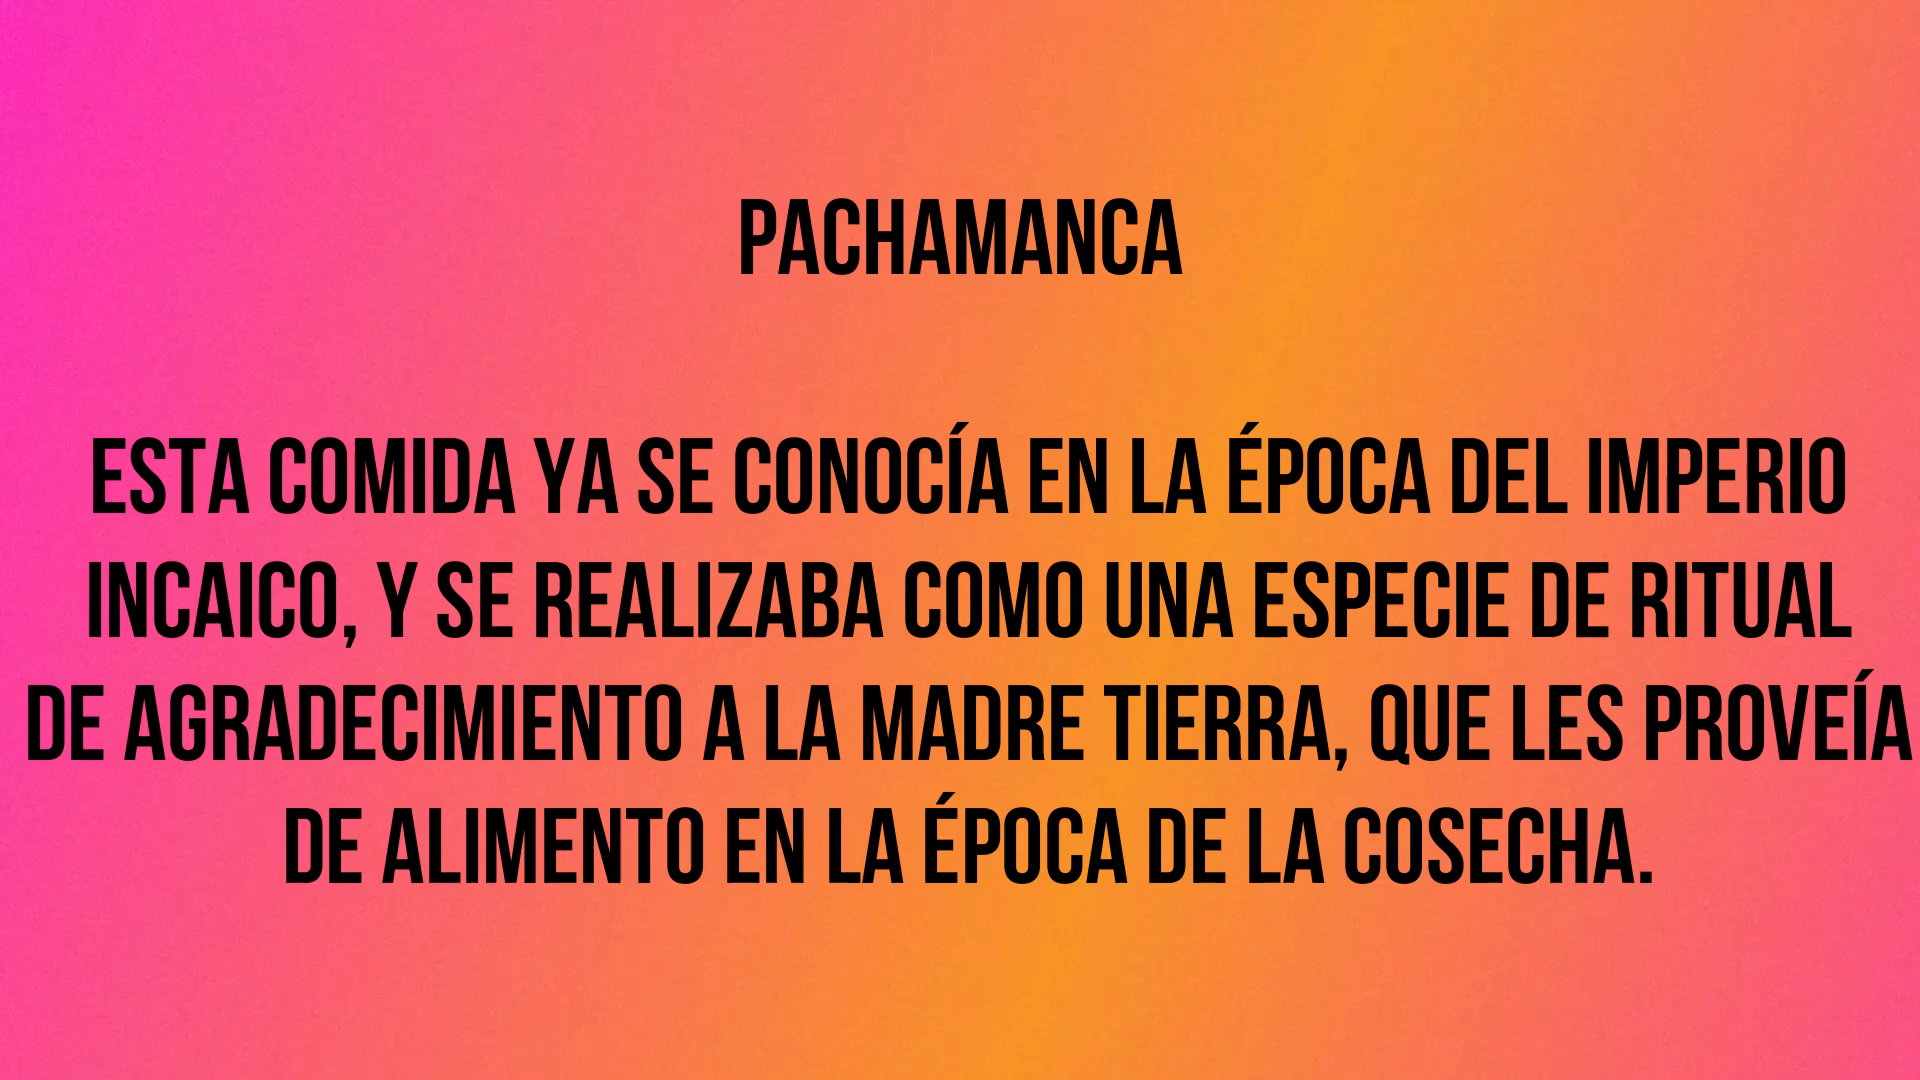 PACHAMANCA
ESTA COMIDA YA SE CONOCÍA EN LA ÉPOCA DEL IMPERIO
INCAICO, Y SE REALIZABA COMO UNA ESPECIE DE RITUAL
DE AGRADECIMIENTO A LA MADRE TIERRA, QUE LES PROVEÍA
DE ALIMENTO EN LA ÉPOCA DE LA COSECHA.